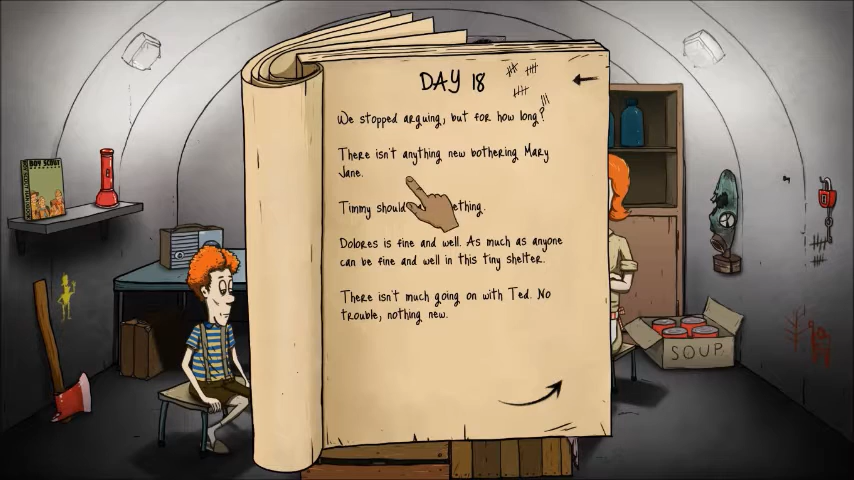 DAY 18
We stopped arguing, but for how long?
There isn't anything new bothering Mary
Jane.
Timmy should
Dolores is fine and well. As much as anyone
can be fine and well in this tiny shelter.
There isn't much going on with Ted. No
trouble, nothing new.
BOY SCOUT
SOUP